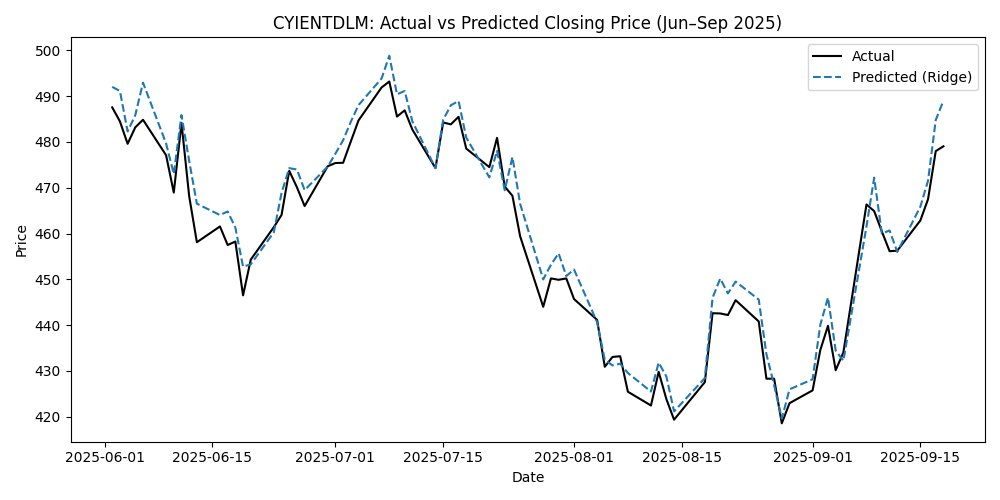 CYIENTDLM: Actual vs Predicted Closing Price (Jun–Sep 2025)
Actual
Predicted (Ridge)
500
490
480
470
460
450
440
430
420
Price
2025-06-01 2025-06-15 2025-07-01 2025-07-15 2025-08-01 2025-08-15 2025-09-01 2025-09-15
Date